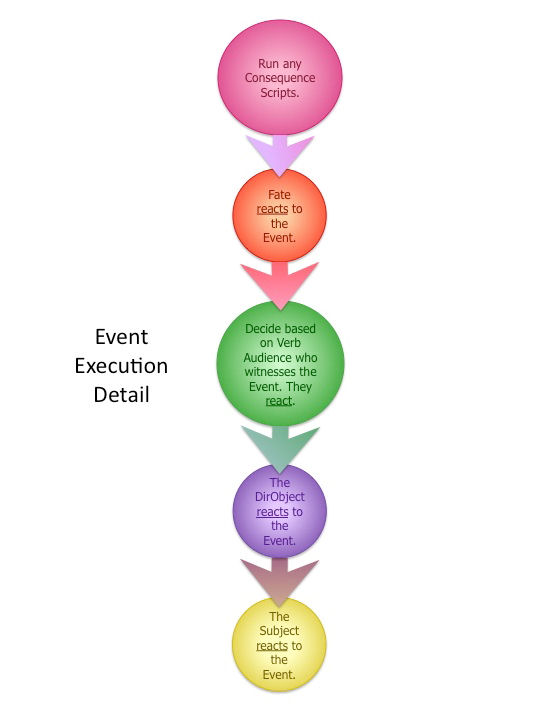 Run any
Consequence
Scripts.
Fate
reacts to
the
Event.
Event
Execution
Detail
Decide based
on Verb
Audience who
witnesses the
Event. They
react.
The
DirObject
reacts to
the
Event.
The
Subject
reacts to
the
Event.